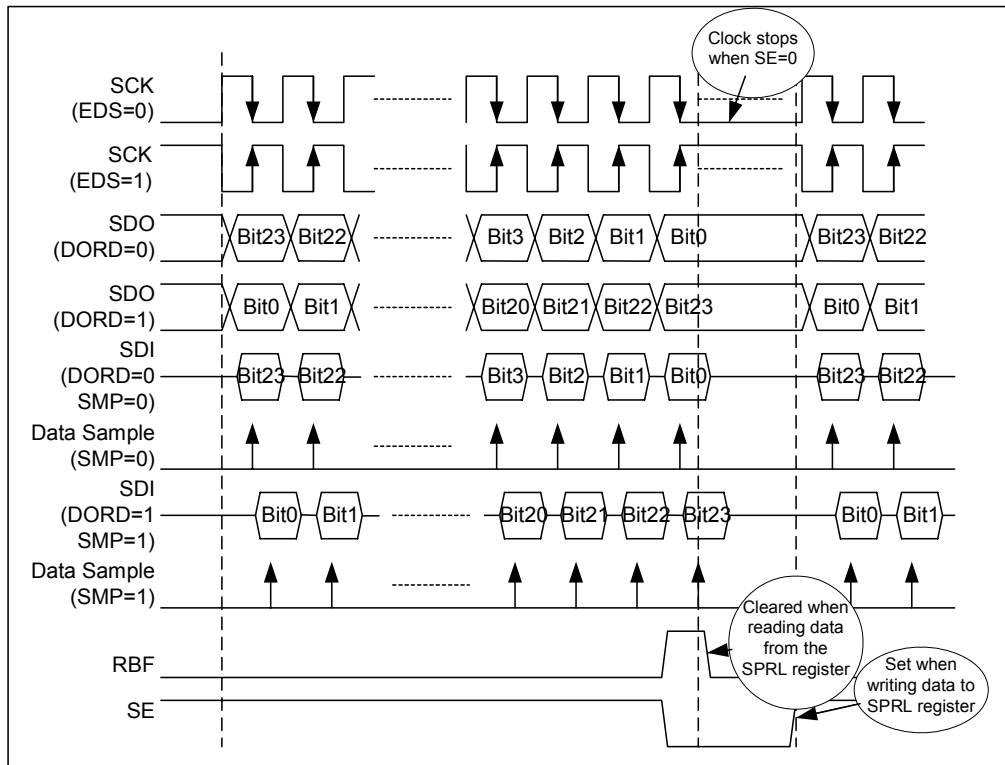 Clock stops
when SE=0
SCK
(EDS=0)
SCK
(EDS=1)
SDO
(DORD=0)
Bit23 Bit22 Bit3 Bit2 Bit1 Bit0 Bit23 Bit22
SDO
(DORD=1)
Bit0 Bit1 Bit20 Bit21 Bit22 Bit23 Bit0 Bit1
SDI
(DORD=0
SMP=0)
Bit23 Bit22 Bit3 Bit2 Bit1 Bit0 Bit23 Bit22
Data Sample
(SMP=0)
SDI
(DORD=1
SMP=1)
Bit0 Bit1 Bit20 Bit21 Bit22 Bit23 Bit0 Bit1
Data Sample
(SMP=1)
Cleared when
reading data
from the
SPRL register
RBF
Set when
writing data to
SPRL register
SE